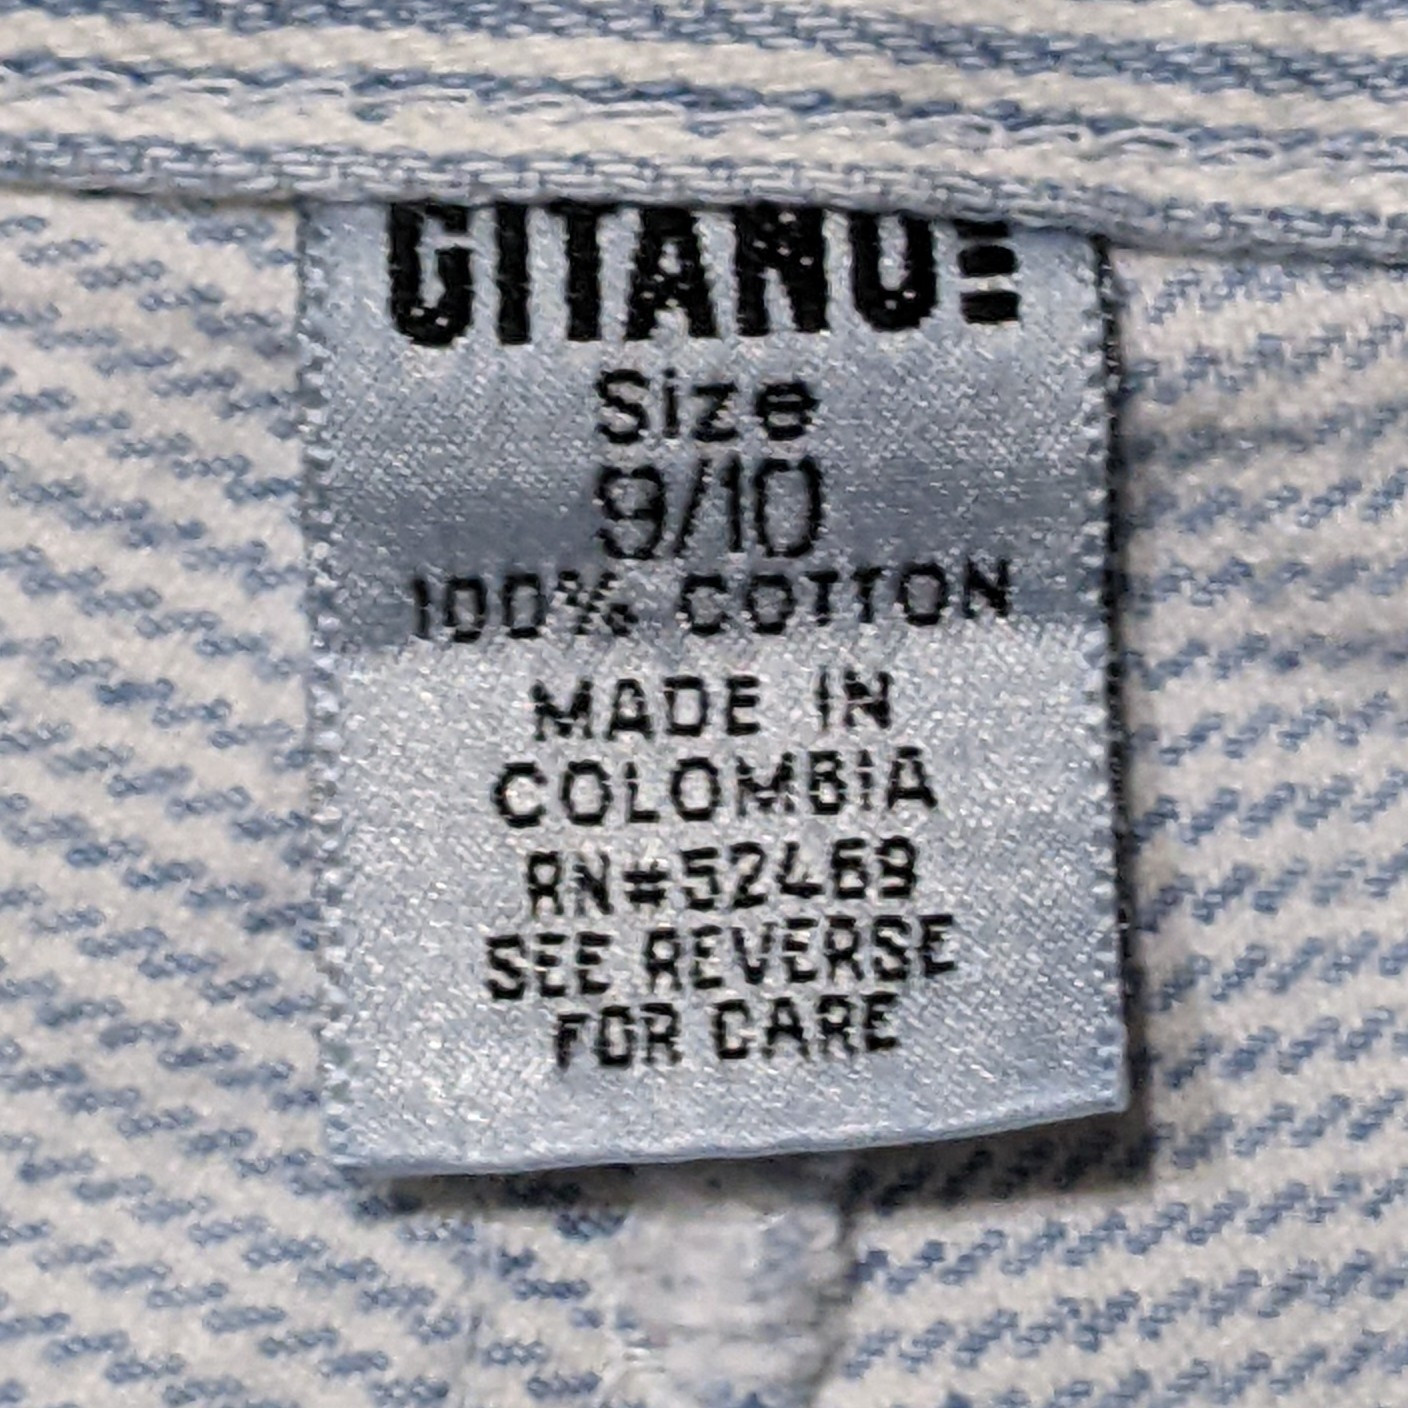 GITANO
Size
9/10
100% COTTON
MADE IN
COLOMBIA
RN#52469
SEE REVERSE
FOR CARE